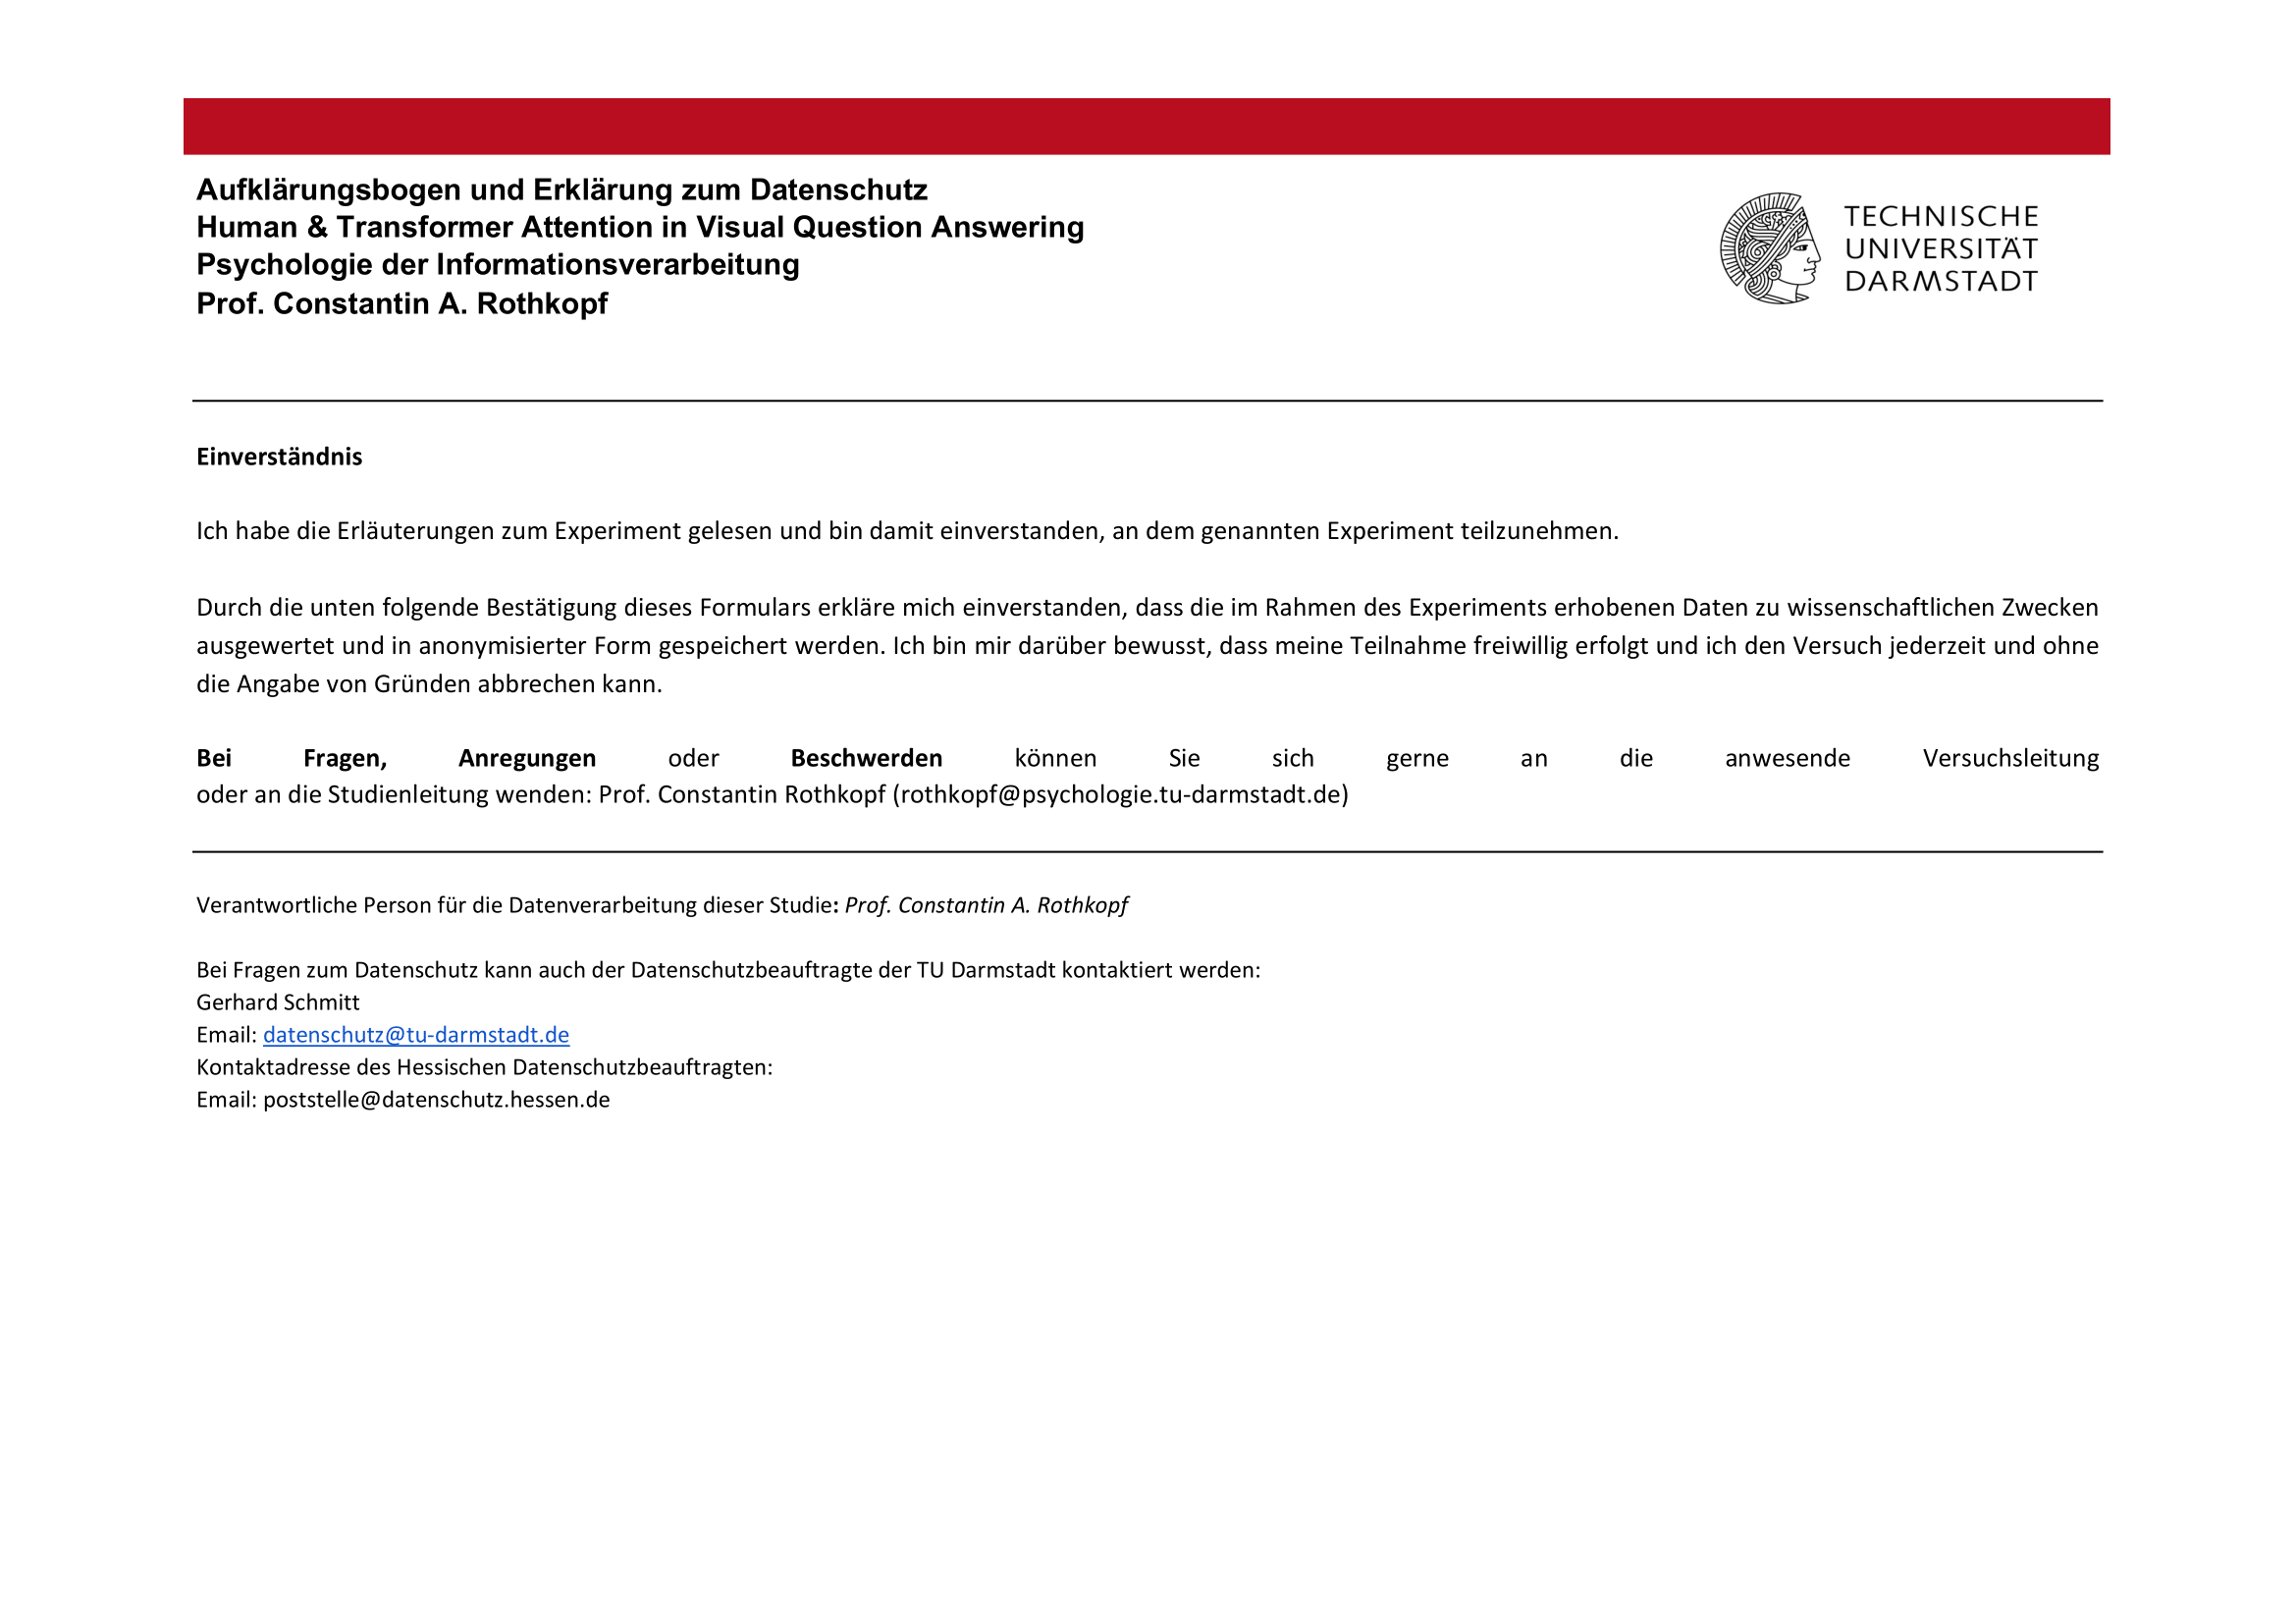 Aufklärungsbogen und Erklärung zum Datenschutz
Human & Transformer Attention in Visual Question Answering
Psychologie der Informationsverarbeitung
Prof. Constantin A. Rothkopf
TECHNISCHE
UNIVERSITÄT
DARMSTADT
Einverständnis
Ich habe die Erläuterungen zum Experiment gelesen und bin damit einverstanden, an dem genannten Experiment teilzunehmen.
Durch die unten folgende Bestätigung dieses Formulars erkläre mich einverstanden, dass die im Rahmen des Experiments erhobenen Daten zu wissenschaftlichen Zwecken
ausgewertet und in anonymisierter Form gespeichert werden. Ich bin mir darüber bewusst, dass meine Teilnahme freiwillig erfolgt und ich den Versuch jederzeit und ohne
die Angabe von Gründen abbrechen kann.
Bei Fragen, Anregungen oder Beschwerden können Sie sich gerne an die anwesende Versuchsleitung
oder an die Studienleitung wenden: Prof. Constantin Rothkopf (rothkopf@psychologie.tu-darmstadt.de)
Verantwortliche Person für die Datenverarbeitung dieser Studie: Prof. Constantin A. Rothkopf
Bei Fragen zum Datenschutz kann auch der Datenschutzbeauftragte der TU Darmstadt kontaktiert werden:
Gerhard Schmitt
Email: datenschutz@tu-darmstadt.de
Kontaktadresse des Hessischen Datenschutzbeauftragten:
Email: poststelle@datenschutz.hessen.de